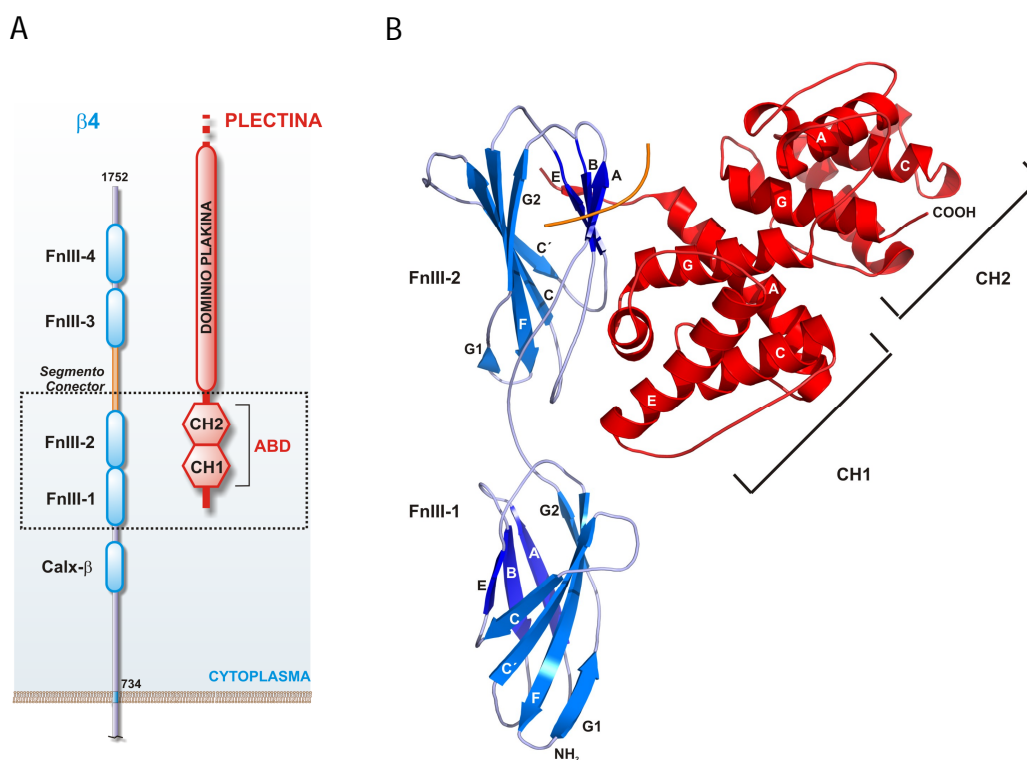 A
B
β4
PLECTINA
1752
FnIII-4
FnIII-3
Segmento
Conector
FnIII-2
FnIII-1
Calx-β
DOMINIO PLAKINA
CH2
CH1
ABD
CYTOPLASMA
734
FnIII-2
E
B
A
G2
C´
C
F
G1
A
C
G
COOH
CH2
G
A
C
E
CH1
FnIII-1
G2
A
B
E
C
C´
F
G1
NH2